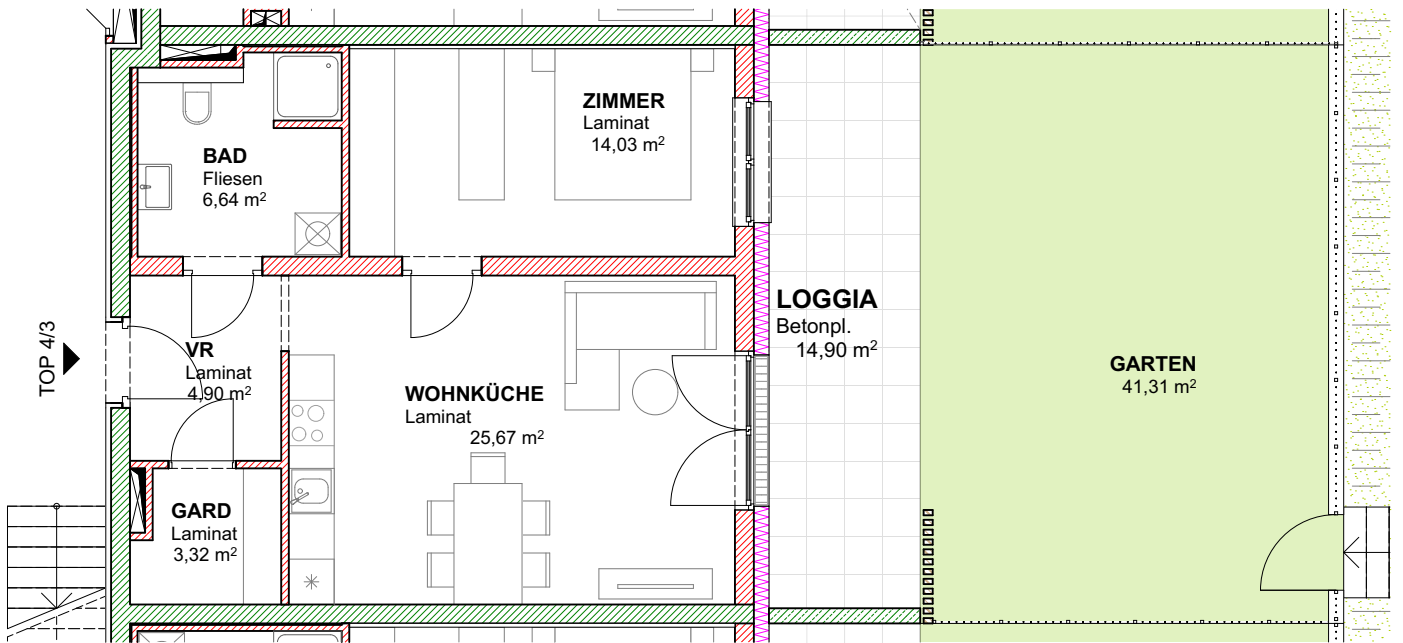 ZIMMER
Laminat
14,03 m²
BAD
Fliesen
6,64 m²
LOGGIA
Betonpl.
14,90 m²
TOP 4/3
VR
Laminat
4,90 m²
WOHNKÜCHE
Laminat
25,67 m²
GARTEN
41,31 m²
GARD
Laminat
3,32 m²